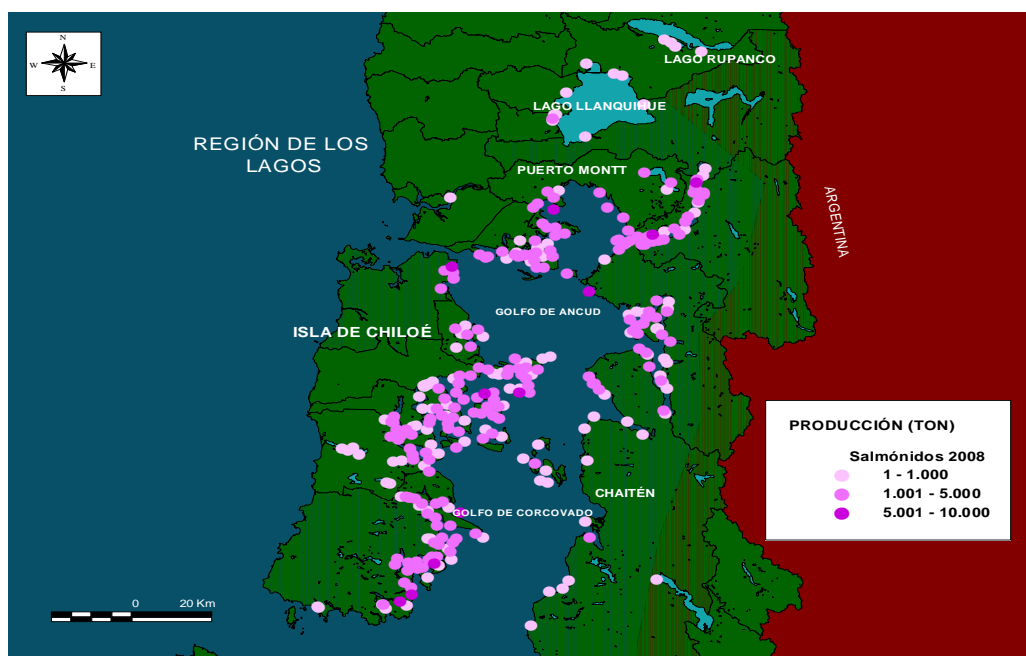 N
W E
S
LAGO RUPANCO
LAGO LLANQUIHUE
REGIÓN DE LOS
LAGOS
PUERTO MONTT
ARGENTINA
GOLFO DE ANCUD
ISLA DE CHILOÉ
PRODUCCIÓN (TON)
Salmónidos 2008
1 - 1.000
1.001 - 5.000
5.001 - 10.000
CHAITÉN
GOLFO DE CORCOVADO
0 20 Km